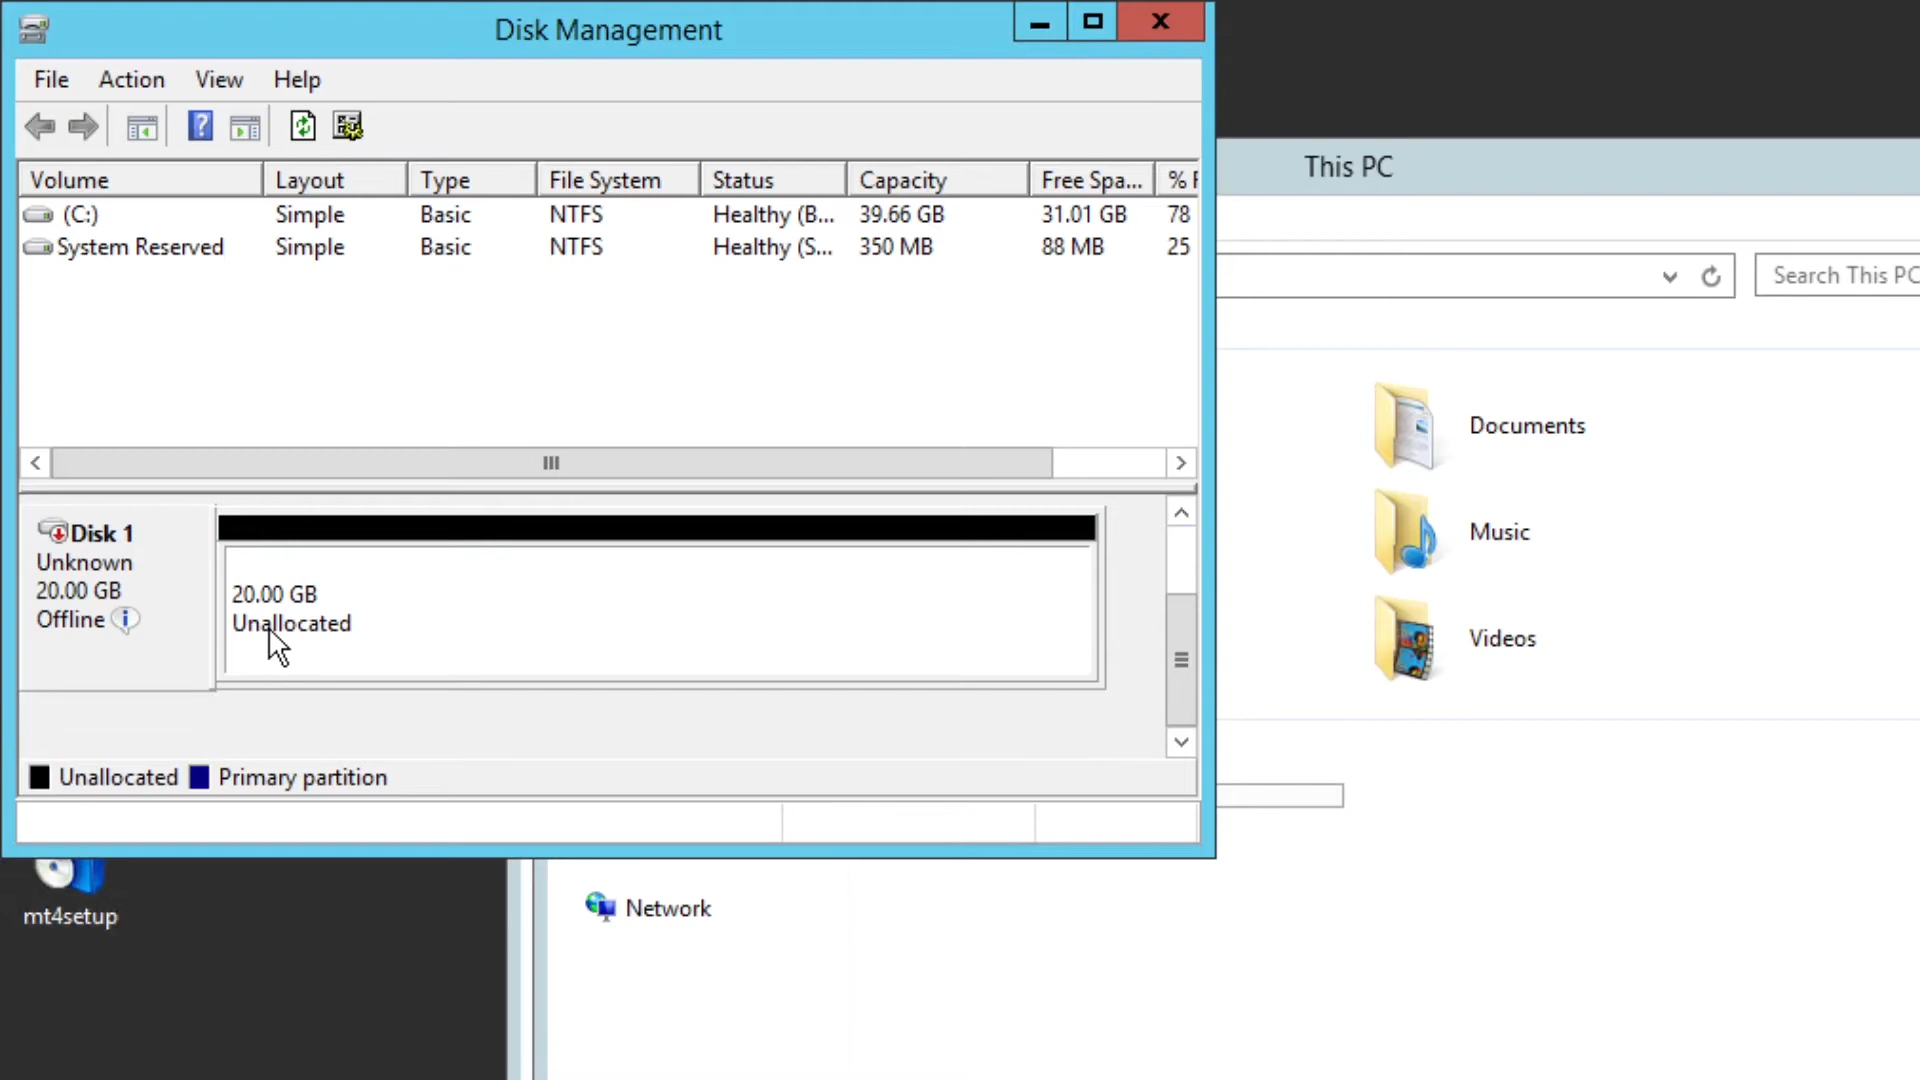 Disk Management
File Action View Help
Volume Layout Type File System Status Capacity Free Spa... %
(C:) Simple Basic NTFS Healthy (B... 39.66 GB 31.01 GB 78
System Reserved Simple Basic NTFS Healthy (S... 350 MB 88 MB 25
Disk 1
Unknown
20.00 GB
Offline
20.00 GB
Unallocated
Unallocated Primary partition
This PC
Search This PC
Documents
Music
Videos
mt4setup
Network